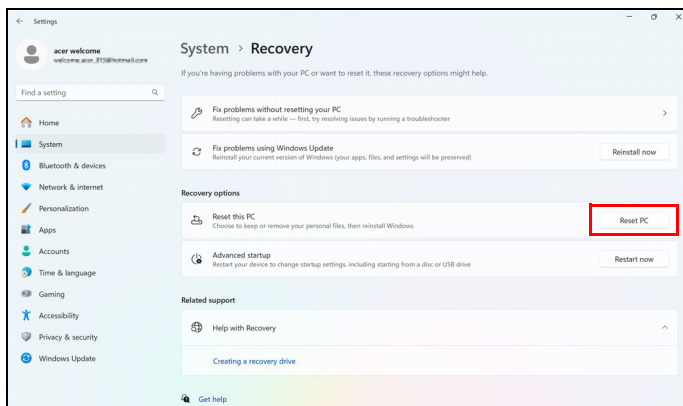 Settings
acer welcome
System > Recovery
If you're having problems with your PC or want to reset it, these recovery options might help.
Find a setting
Home
System
Bluetooth & devices
Network & internet
Personalization
Apps
Accounts
Time & language
Gaming
Accessibility
Privacy & security
Windows Update
Fix problems without resetting your PC
Resetting can take a while — first, try resolving issues by running a troubleshooter
Fix problems using Windows Update
Reinstall your current version of Windows (your apps, files, and settings will be preserved)
Reinstall now
Recovery options
Reset this PC
Choose to keep or remove your personal files, then reinstall Windows
Reset PC
Advanced startup
Restart your device to change startup settings, including starting from a disc or USB drive
Restart now
Related support
Help with Recovery
Creating a recovery drive
Get help